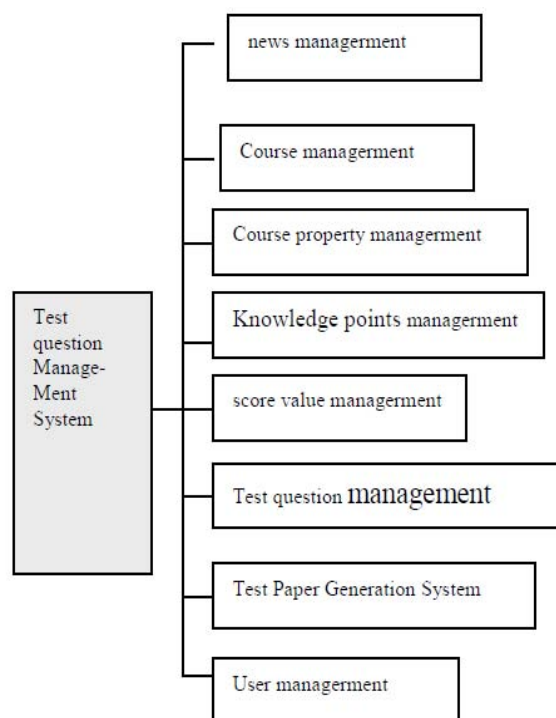 news managerment
Course managerment
Course property managerment
Test
question
Manage-
Ment
System
Knowledge points managerment
score value managerment
Test question management
Test Paper Generation System
User managerment